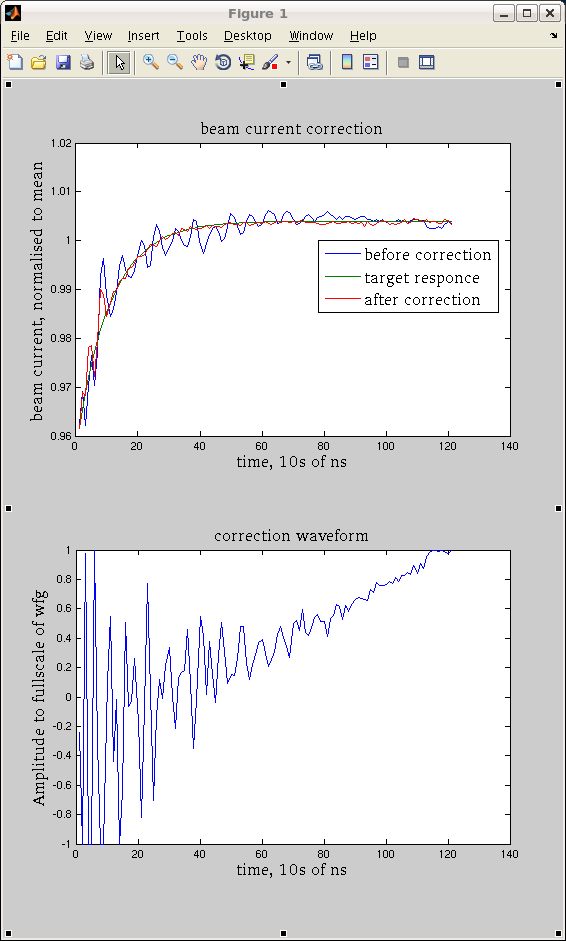 Figure 1
File Edit View Insert Tools Desktop Window Help
beam current correction
beam current, normalised to mean
1.02
1.01
1
0.99
0.98
0.97
0.96
before correction
target responce
after correction
0 20 40 60 80 100 120 140
time, 10s of ns
correction waveform
Amplitude to fullscale of wfg
1
0.8
0.6
0.4
0.2
0
-0.2
-0.4
-0.6
-0.8
-1
0 20 40 60 80 100 120 140
time, 10s of ns